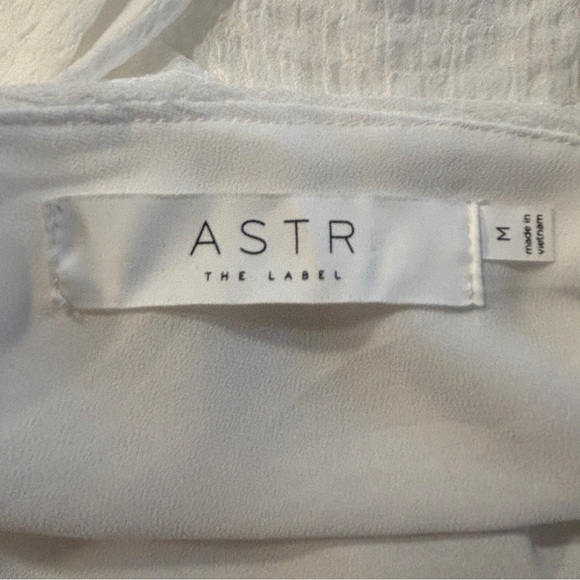 ASTR
THE LABEL
M
made in
vietnam